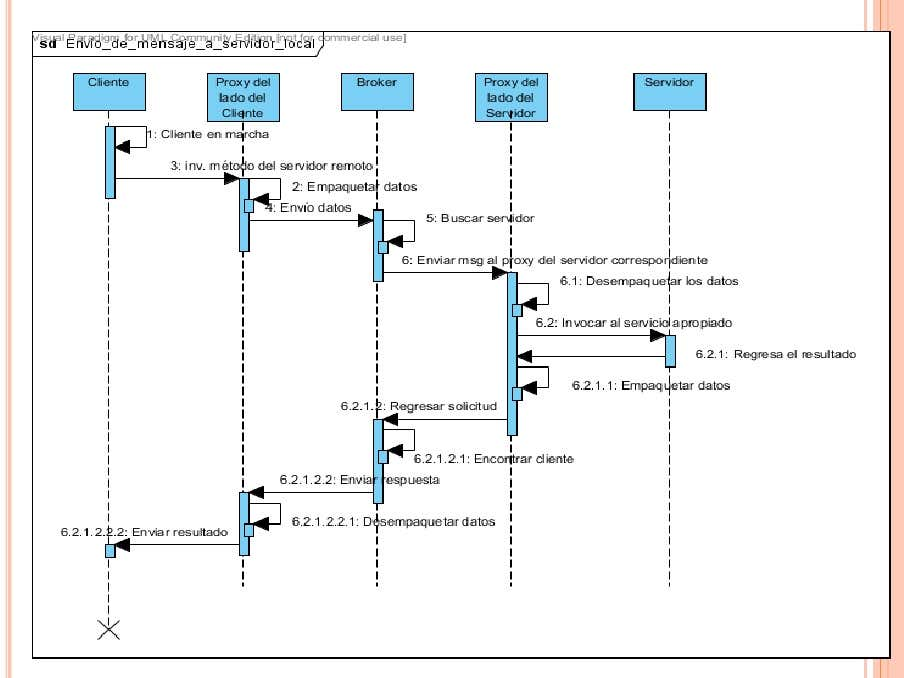 Visual Paradigm for UML Community Edition [not for commercial use]
sd Envío_de_mensaje_a_servidor_local
Cliente
Proxy del
lado del
Cliente
Broker
Proxy del
lado del
Servidor
Servidor
1: Cliente en marcha
3: inv. método del servidor remoto
2: Empaquetar datos
4: Envío datos
5: Buscar servidor
6: Enviar msg al proxy del servidor correspondiente
6.1: Desempaquetar los datos
6.2: Invocar al servicio apropiado
6.2.1: Regresa el resultado
6.2.1.1: Empaquetar datos
6.2.1.2: Regresar solicitud
6.2.1.2.1: Encontrar cliente
6.2.1.2.2: Enviar respuesta
6.2.1.2.2.1: Desempaquetar datos
6.2.1.2.2.2: Enviar resultado